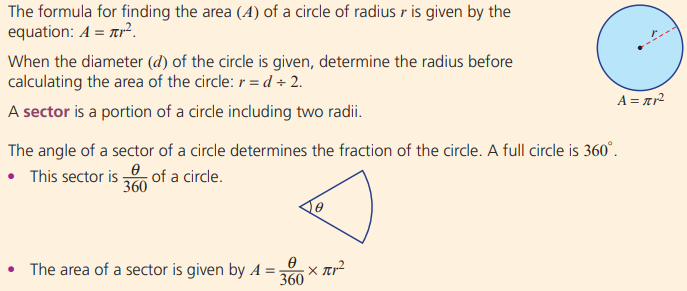 The formula for finding the area (A) of a circle of radius r is given by the
equation: A = πr².
When the diameter (d) of the circle is given, determine the radius before
calculating the area of the circle: r = d ÷ 2.
r
A = πr²
A sector is a portion of a circle including two radii.
The angle of a sector of a circle determines the fraction of the circle. A full circle is 360°.
• This sector is θ/360 of a circle.
θ
• The area of a sector is given by A = θ/360 × πr²